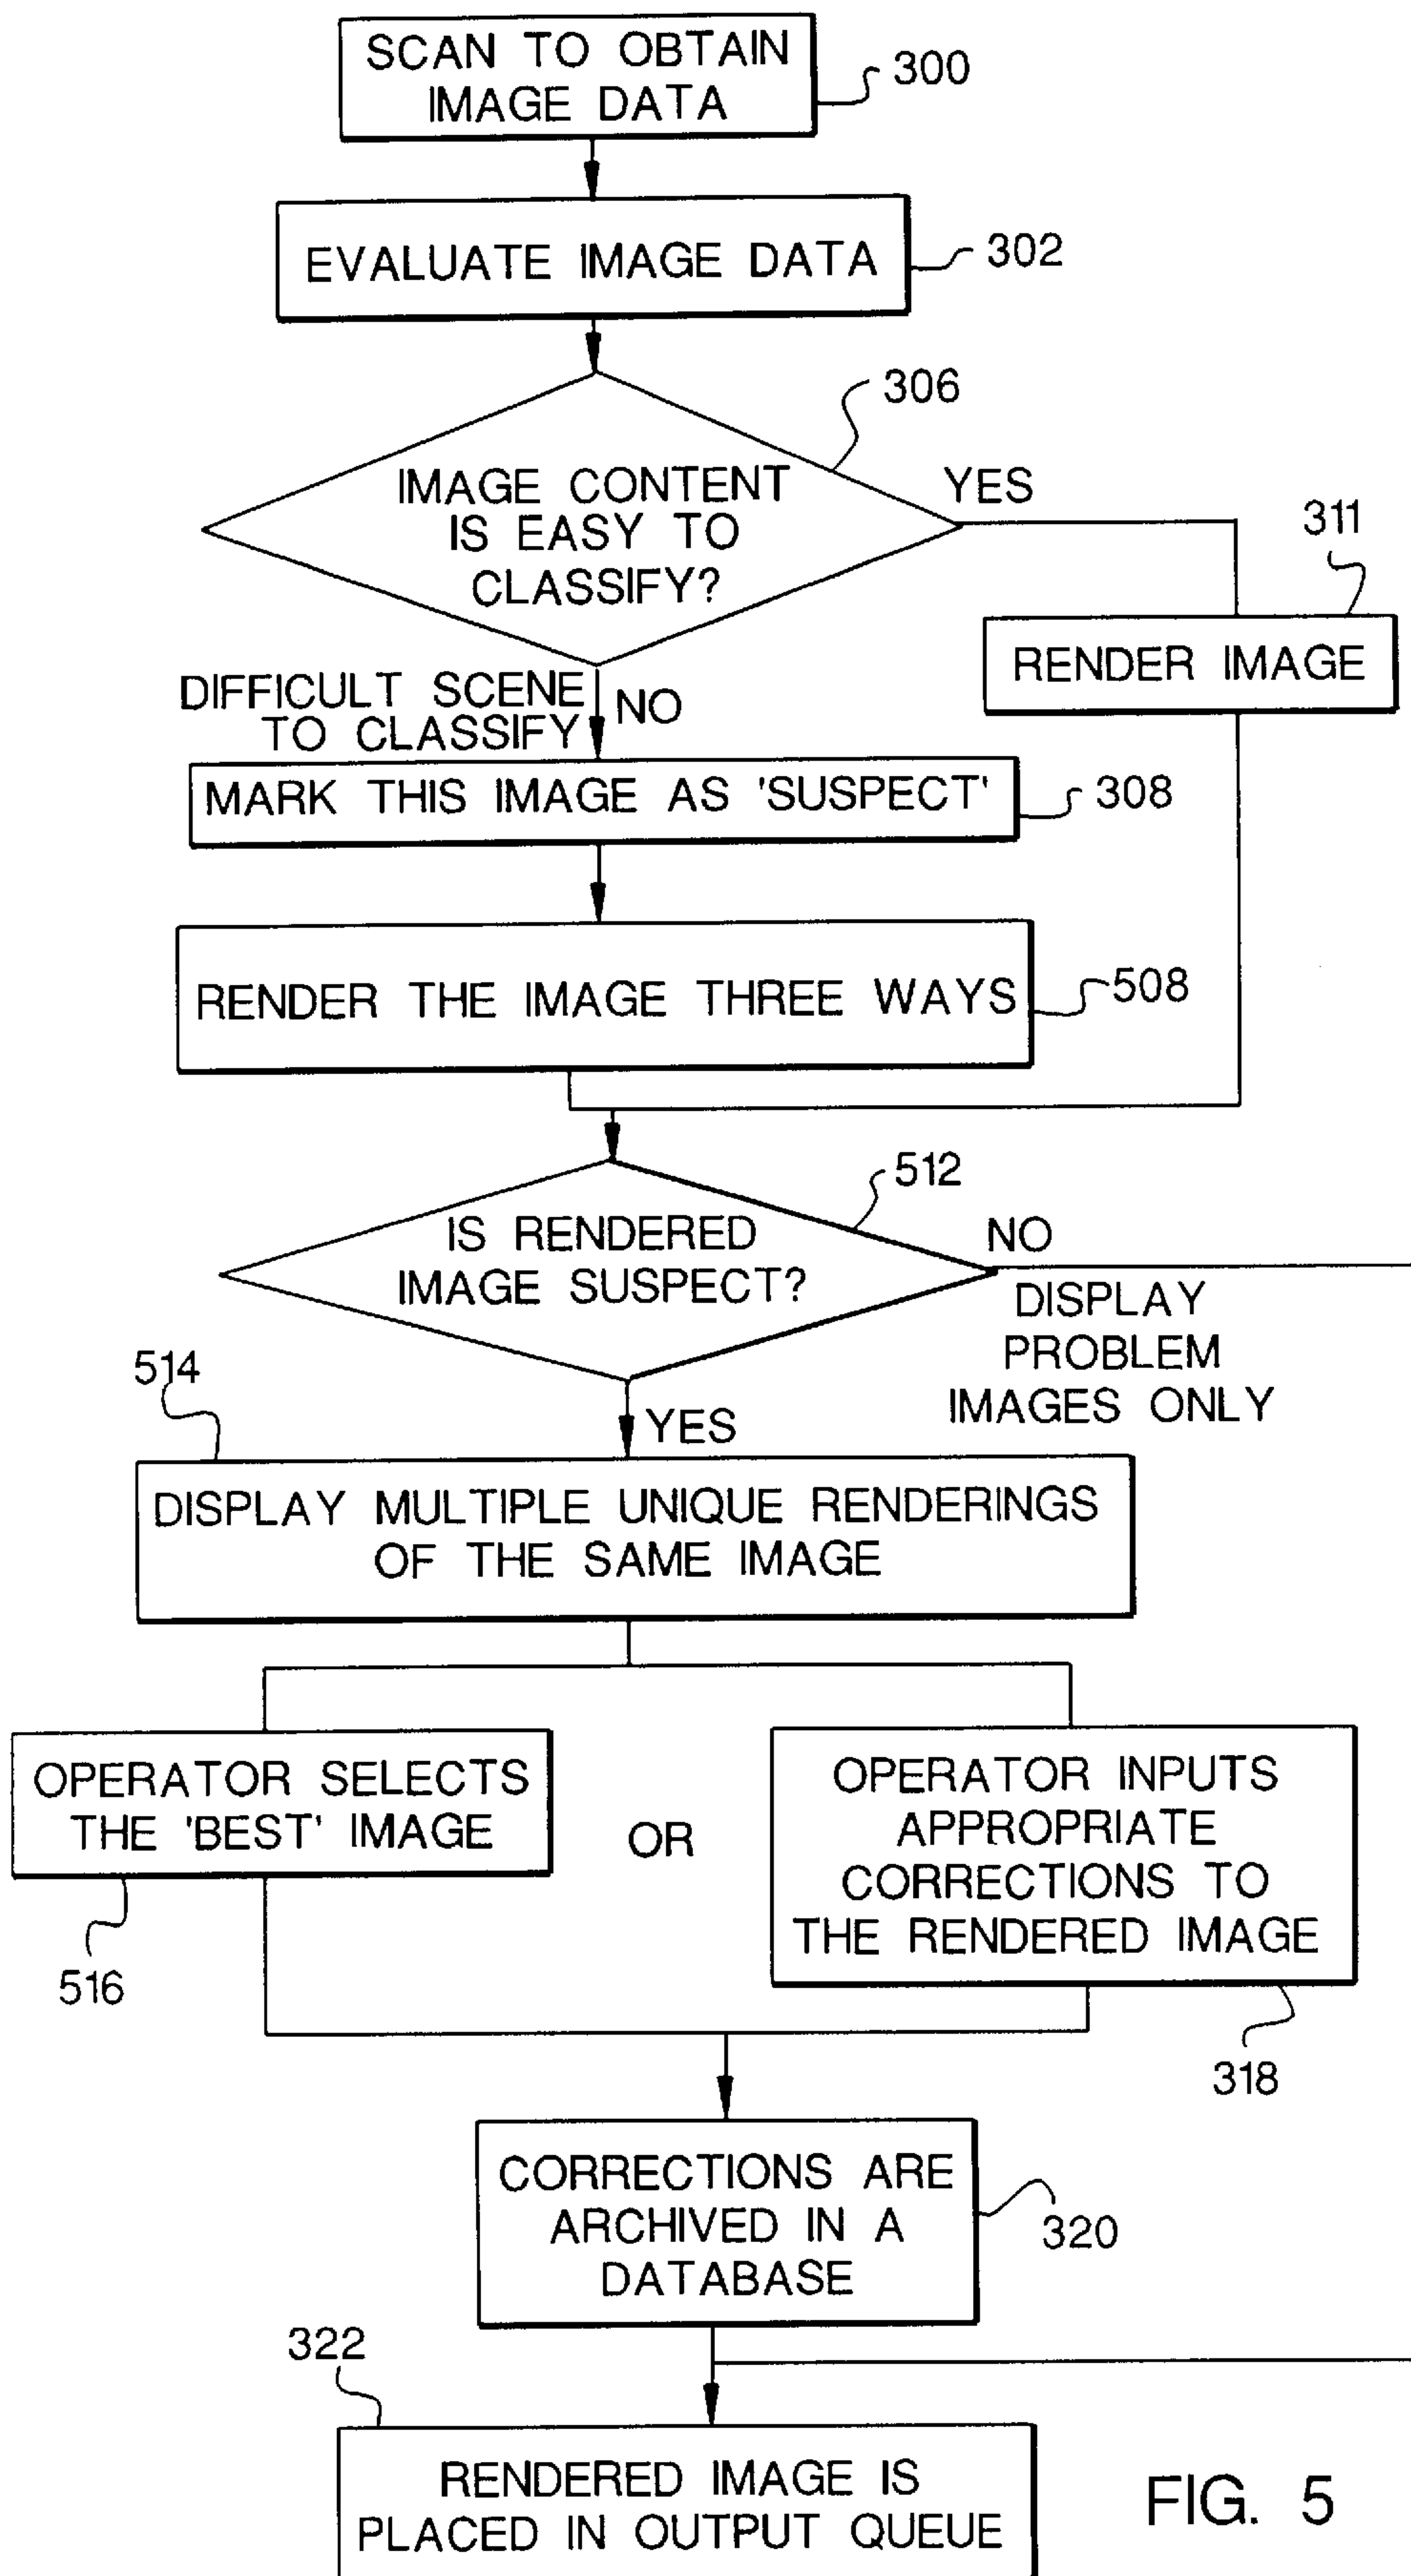 SCAN TO OBTAIN
IMAGE DATA
300
EVALUATE IMAGE DATA
302
306
IMAGE CONTENT
IS EASY TO
CLASSIFY?
YES
311
RENDER IMAGE
DIFFICULT SCENE
TO CLASSIFY
NO
MARK THIS IMAGE AS 'SUSPECT'
308
RENDER THE IMAGE THREE WAYS
508
512
IS RENDERED
IMAGE SUSPECT?
NO
DISPLAY
PROBLEM
IMAGES ONLY
514
YES
DISPLAY MULTIPLE UNIQUE RENDERINGS
OF THE SAME IMAGE
OPERATOR SELECTS
THE 'BEST' IMAGE
516
OR
OPERATOR INPUTS
APPROPRIATE
CORRECTIONS TO
THE RENDERED IMAGE
318
CORRECTIONS ARE
ARCHIVED IN A
DATABASE
320
322
RENDERED IMAGE IS
PLACED IN OUTPUT QUEUE
FIG. 5